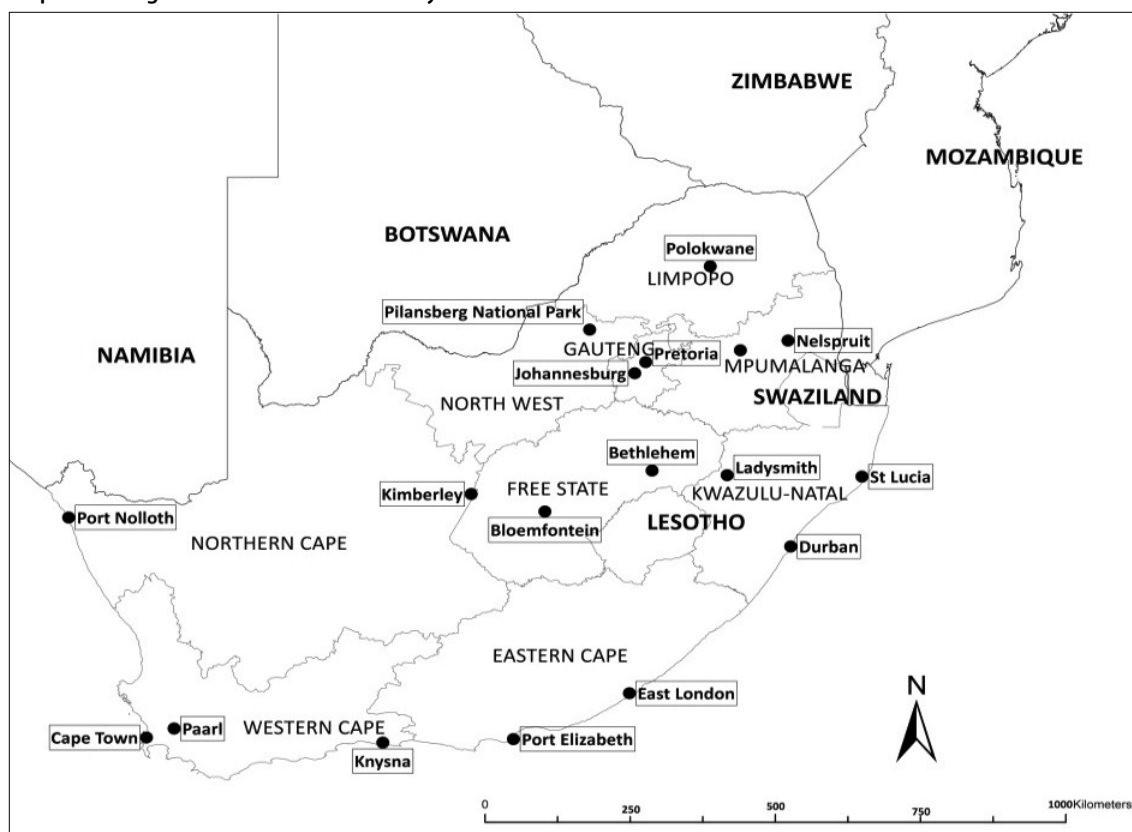 ZIMBABWE
MOZAMBIQUE
BOTSWANA
Polokwane
LIMPOPO
Pilansberg National Park
NAMIBIA
GAUTENG
Pretoria
Nelspruit
Johannesburg
MPUMALANGA
NORTH WEST
SWAZILAND
Bethlehem
Ladysmith
St Lucia
Kimberley
FREE STATE
KWAZULU-NATAL
Port Nolloth
Bloemfontein
LESOTHO
NORTHERN CAPE
Durban
EASTERN CAPE
N
East London
Cape Town
Paarl
WESTERN CAPE
Port Elizabeth
Knysna
0 250 500 750 1000 Kilometers